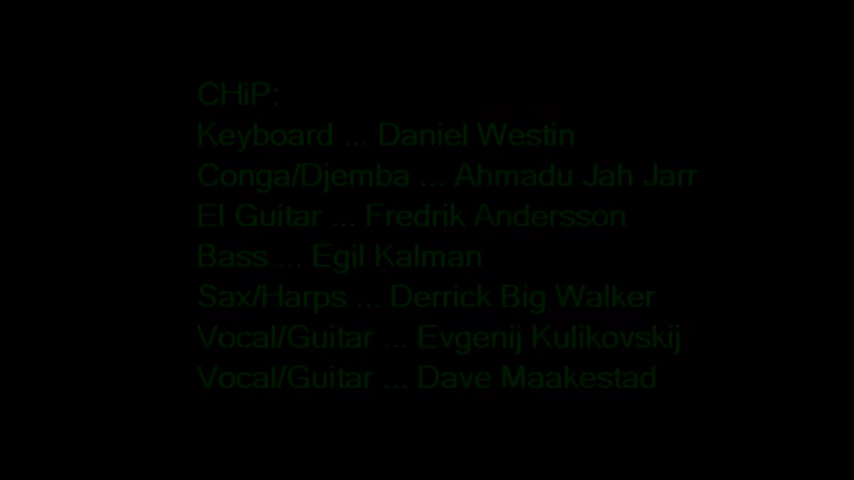 CHiP:
Keyboard ... Daniel Westin
Conga/Djemba ... Ahmadu Jah Jarr
El Guitar ... Fredrik Andersson
Bass ... Egil Kalman
Sax/Harps ... Derrick Big Walker
Vocal/Guitar ... Evgenij Kulikovskij
Vocal/Guitar ... Dave Maakestad